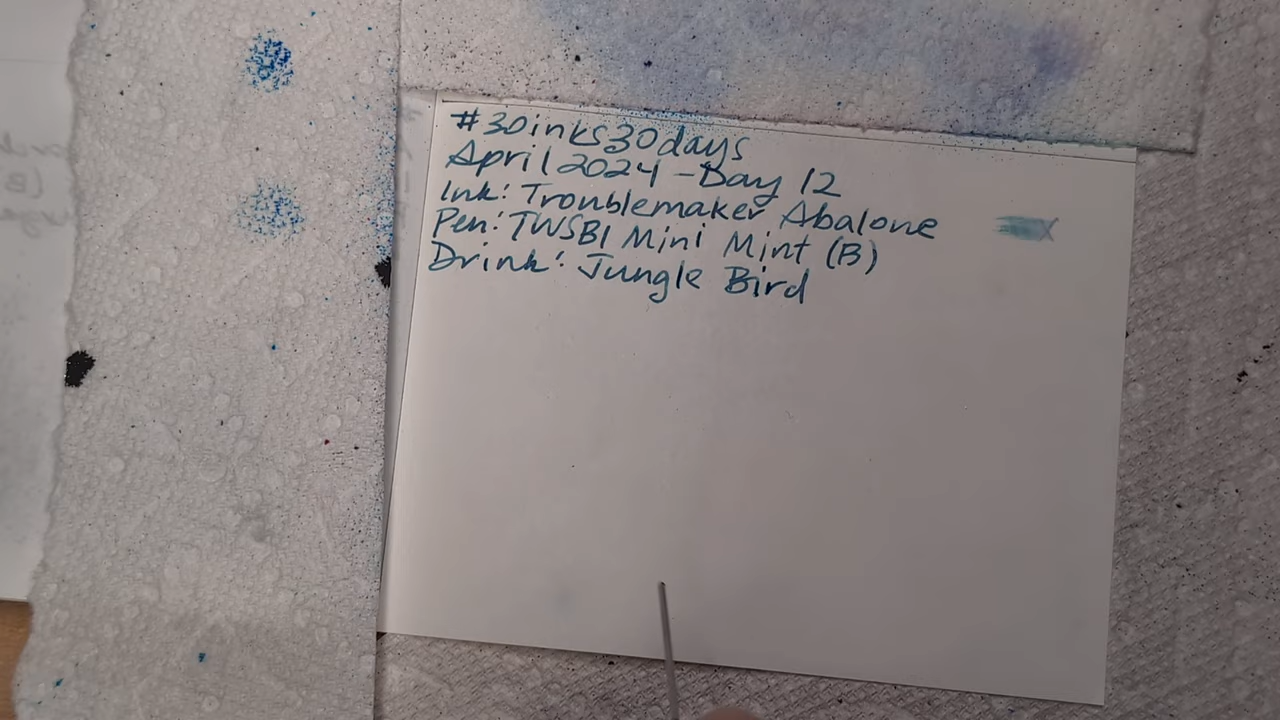 #30inks30days
April 2024 - Day 12
Ink: Troublemaker Abalone
Pen: TWSBI Mini Mint (B)
Drink: Jungle Bird